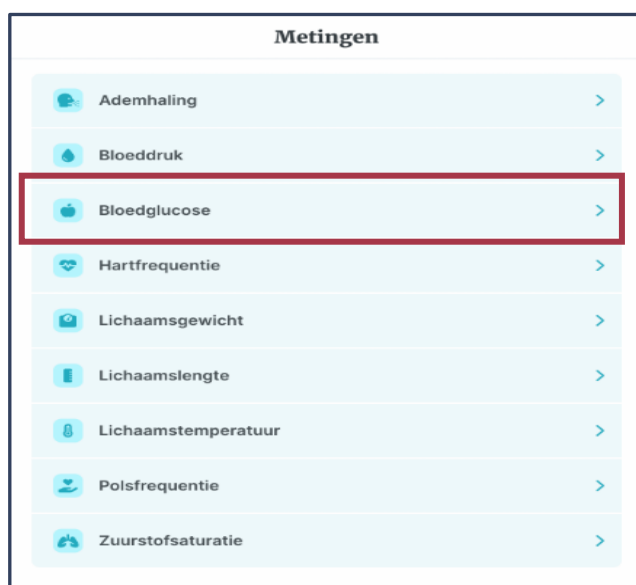 Metingen
Ademhaling
Bloeddruk
Bloedglucose
Hartfrequentie
Lichaamsgewicht
Lichaamslengte
Lichaamstemperatuur
Polsfrequentie
Zuurstofsaturatie